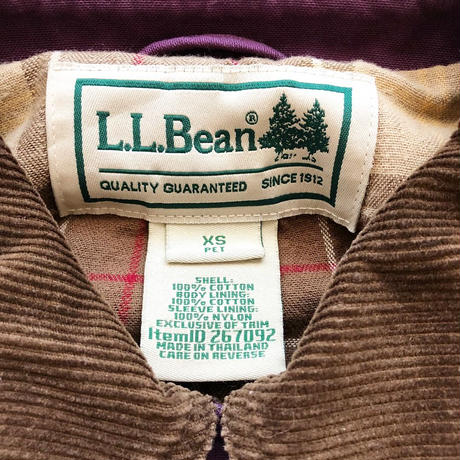 L.L.Bean®
QUALITY GUARANTEED SINCE 1912
XS
PET
SHELL:
100% COTTON
BODY LINING:
100% COTTON
SLEEVE LINING:
100% NYLON
EXCLUSIVE OF TRIM
ItemID 267092
MADE IN THAILAND
CARE ON REVERSE